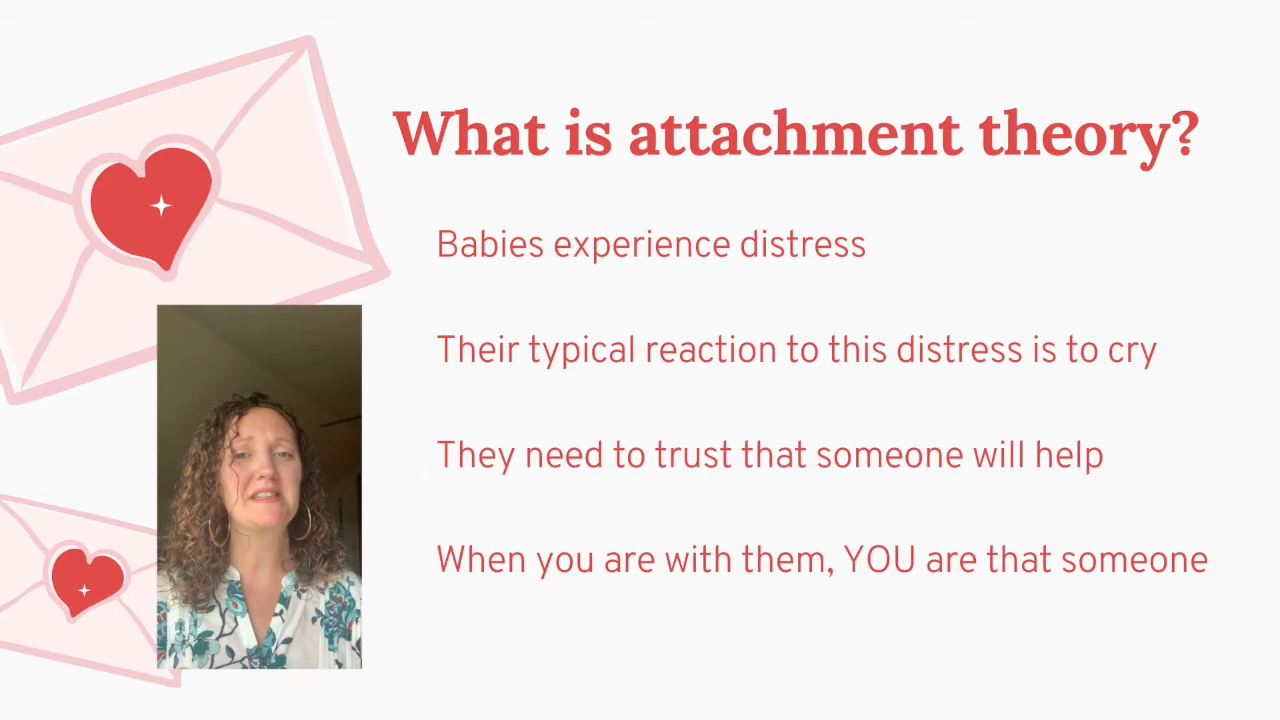 What is attachment theory?
Babies experience distress
Their typical reaction to this distress is to cry
They need to trust that someone will help
When you are with them, YOU are that someone